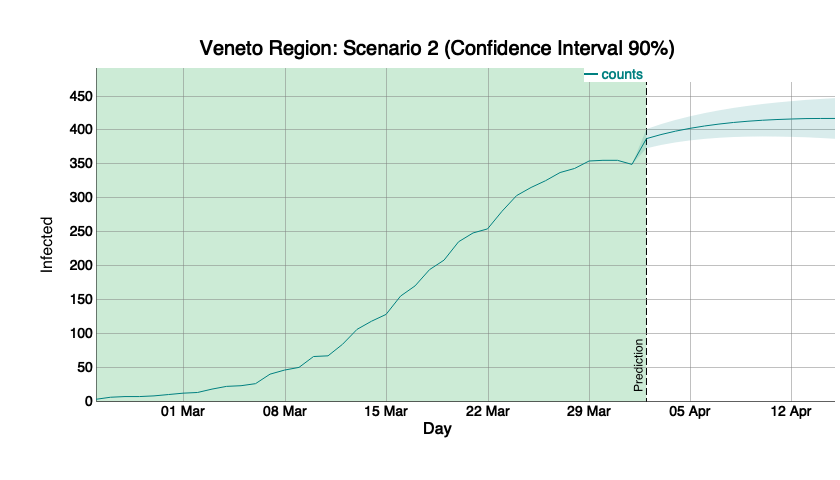 Veneto Region: Scenario 2 (Confidence Interval 90%)
counts
450
400
350
300
250
200
150
100
50
0
Infected
Prediction
01 Mar 08 Mar 15 Mar 22 Mar 29 Mar 05 Apr 12 Apr
Day